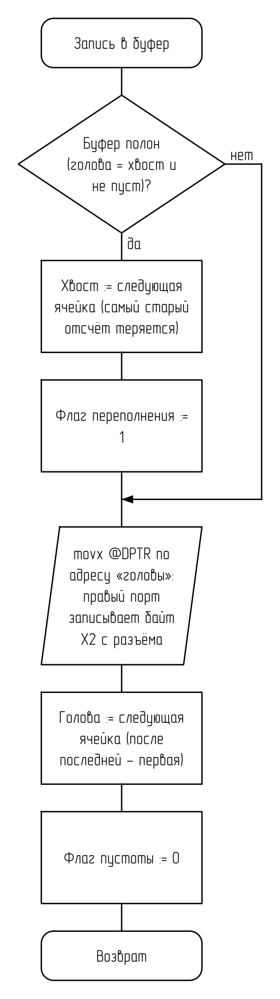 Запись в буфер
Буфер полон
(голова = хвост и
не пуст)?
нет
да
Хвост := следующая
ячейка (самый старый
отсчёт теряется)
Флаг переполнения :=
1
movx @DPTR по
адресу «головы»:
правый порт
записывает байт
X2 с разъёма
Голова := следующая
ячейка (после
последней – первая)
Флаг пустоты := 0
Возврат